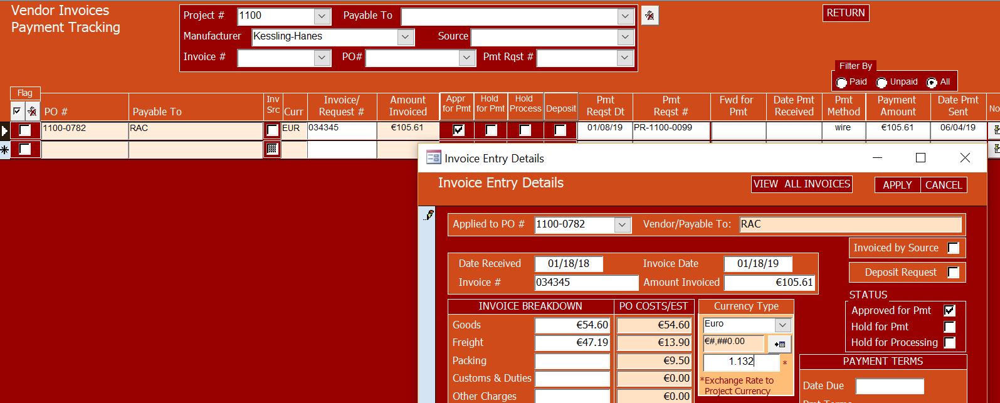 Vendor Invoices
Payment Tracking
Project # 1100 Payable To
RETURN
Manufacturer Kessling-Hanes Source
Invoice # PO# Pmt Rqst #
Filter By
Paid Unpaid All
Flag
PO # Payable To Inv Src Curr Invoice/ Request # Amount Invoiced Appr for Pmt Hold for Pmt Hold Process Deposit Pmt Reqst Dt Pmt Reqst # Fwd for Pmt Date Pmt Received Pmt Method Payment Amount Date Pmt Sent No
1100-0782 RAC EUR 034345 €105.61 01/08/19 PR-1100-0099 wire €105.61 06/04/19
Invoice Entry Details
Invoice Entry Details
VIEW ALL INVOICES APPLY CANCEL
Applied to PO # 1100-0782 Vendor/Payable To: RAC
Invoiced by Source
Date Received 01/18/18 Invoice Date 01/18/19
Deposit Request
Invoice # 034345 Amount Invoiced €105.61
STATUS
INVOICE BREAKDOWN PO COSTS/EST Currency Type
Approved for Pmt
Goods €54.60 €54.60 Euro
Hold for Pmt
Freight €47.19 €13.90 €#,##0.00
Hold for Processing
Packing €9.50 1.132 *
PAYMENT TERMS
Customs & Duties €0.00 *Exchange Rate to
Project Currency
Date Due
Other Charges €0.00